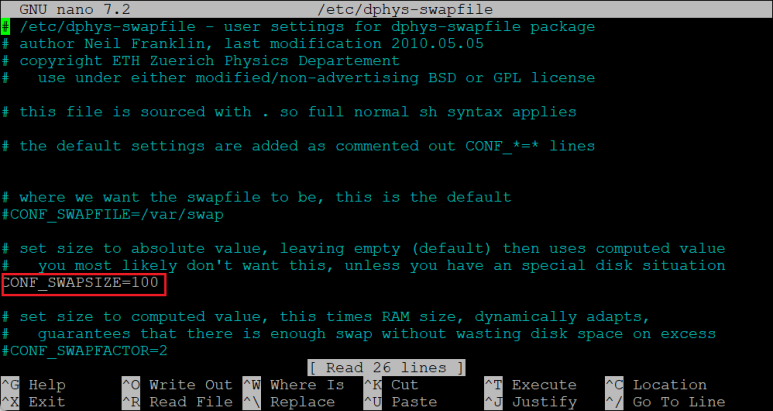 GNU nano 7.2 /etc/dphys-swapfile
# /etc/dphys-swapfile - user settings for dphys-swapfile package
# author Neil Franklin, last modification 2010.05.05
# copyright ETH Zuerich Physics Departement
#   use under either modified/non-advertising BSD or GPL license
# this file is sourced with . so full normal sh syntax applies
# the default settings are added as commented out CONF_*=* lines
# where we want the swapfile to be, this is the default
#CONF_SWAPFILE=/var/swap
# set size to absolute value, leaving empty (default) then uses computed value
#   you most likely don't want this, unless you have an special disk situation
CONF_SWAPSIZE=100
# set size to computed value, this times RAM size, dynamically adapts,
#   guarantees that there is enough swap without wasting disk space on excess
#CONF_SWAPFACTOR=2
[ Read 26 lines ]
^G Help ^O Write Out ^W Where Is ^K Cut ^T Execute ^C Location
^X Exit ^R Read File ^\ Replace ^U Paste ^J Justify ^/ Go To Line